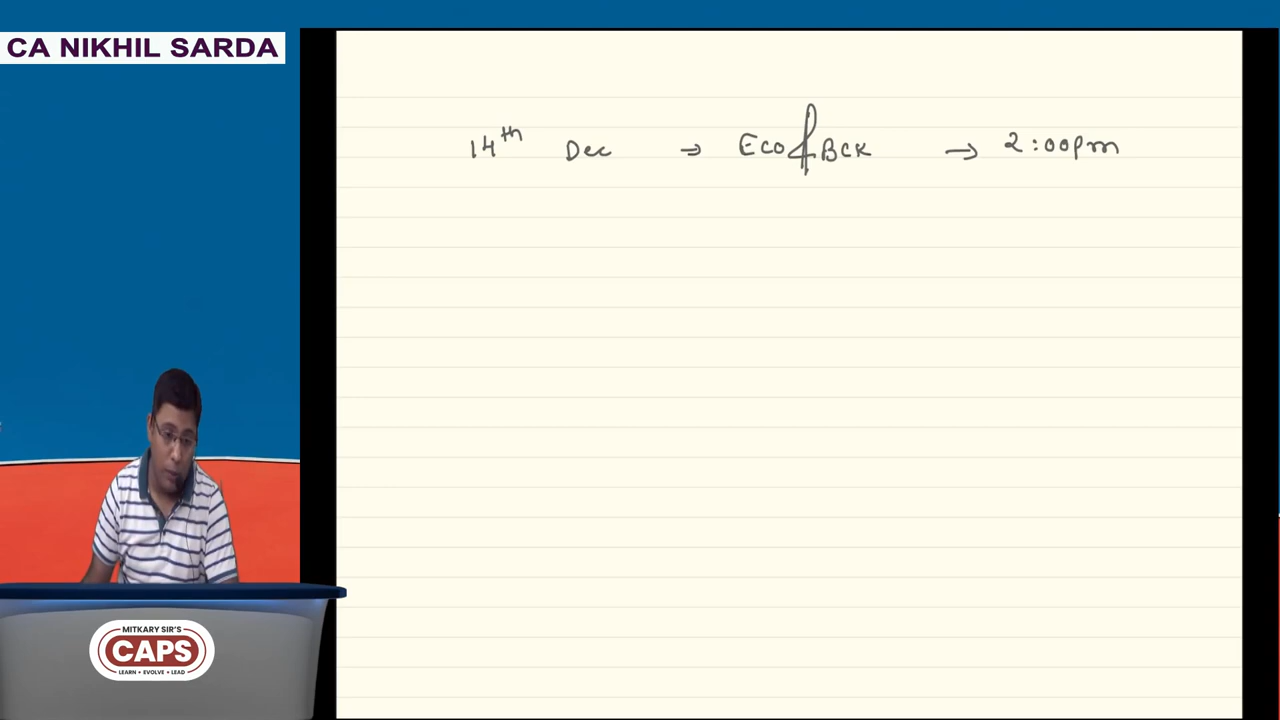 CA NIKHIL SARDA
14th Dec → Eco & BCK → 2:00pm
MITKARY SIR'S
CAPS
LEARN • EVOLVE • LEAD